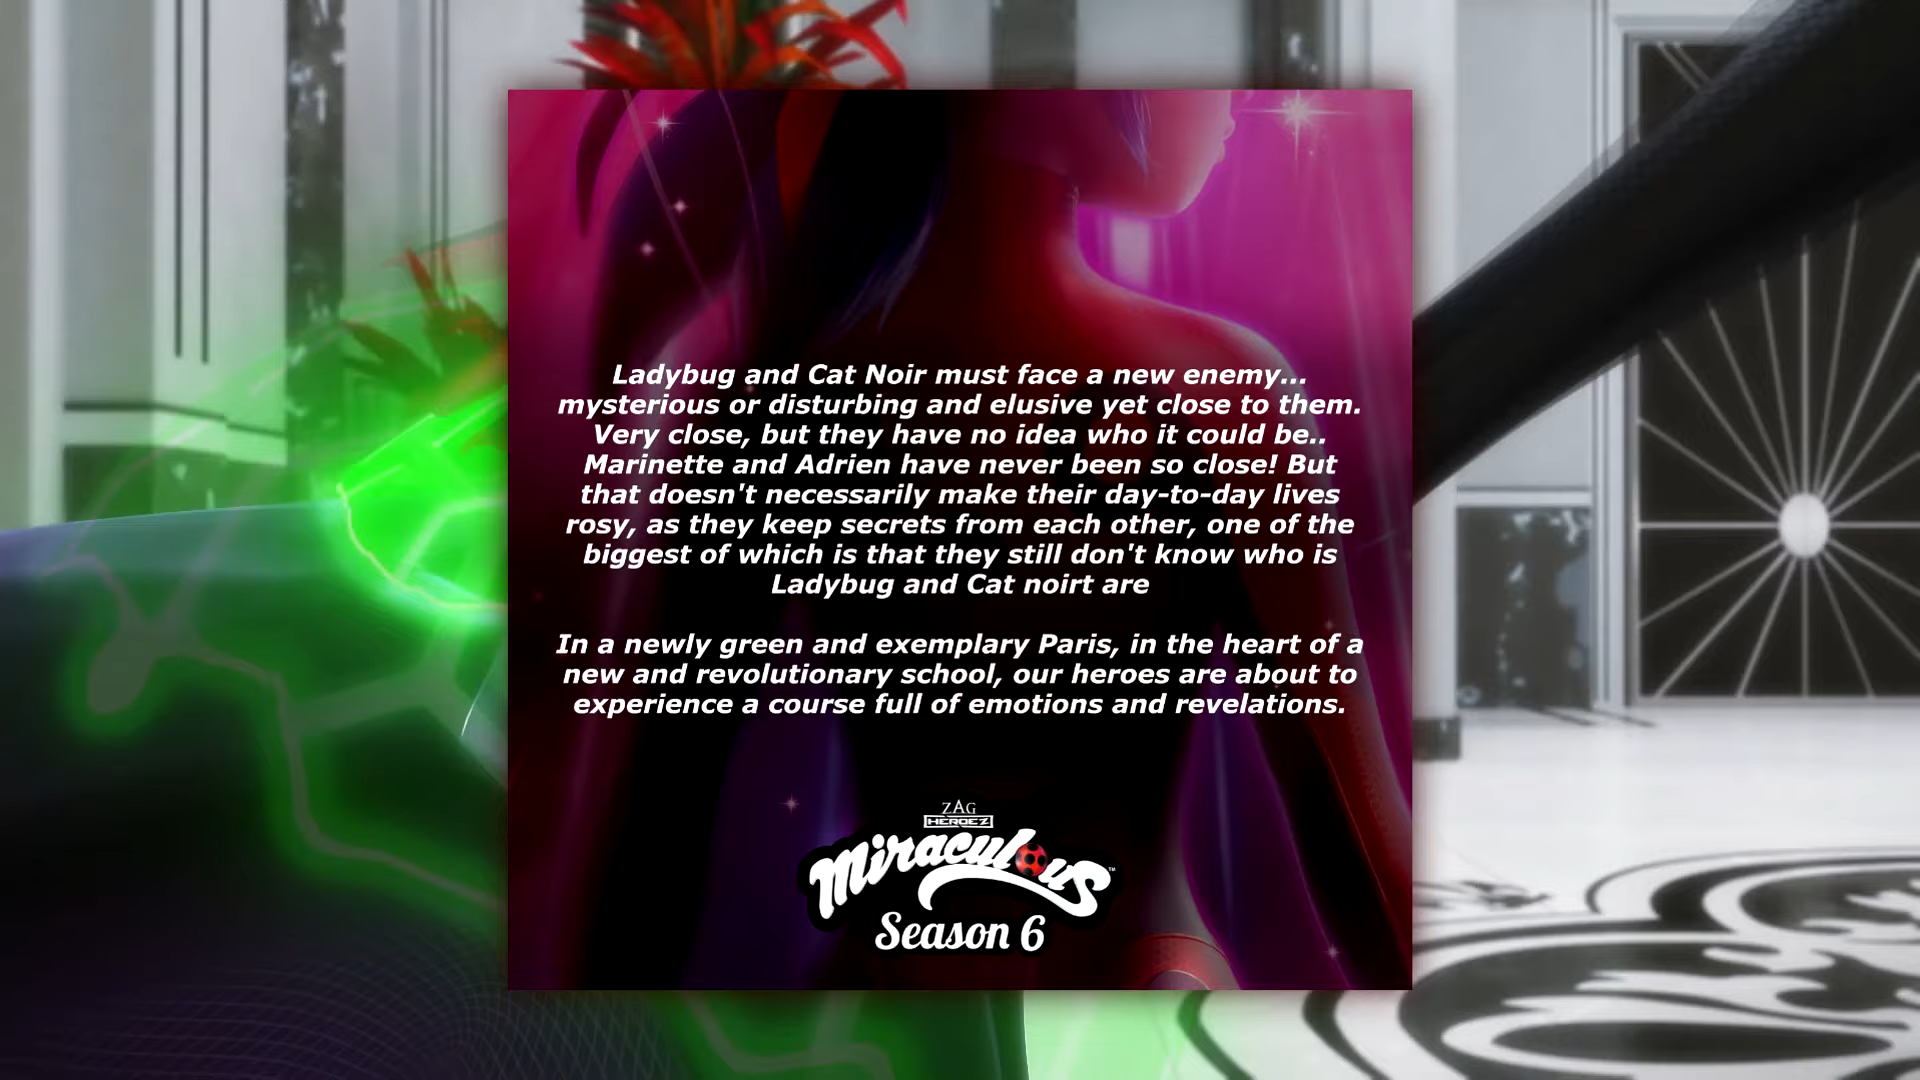 Ladybug and Cat Noir must face a new enemy...
mysterious or disturbing and elusive yet close to them.
Very close, but they have no idea who it could be..
Marinette and Adrien have never been so close! But
that doesn't necessarily make their day-to-day lives
rosy, as they keep secrets from each other, one of the
biggest of which is that they still don't know who is
Ladybug and Cat noirt are
In a newly green and exemplary Paris, in the heart of a
new and revolutionary school, our heroes are about to
experience a course full of emotions and revelations.
ZAG
HEROEZ
Miraculous™
Season 6